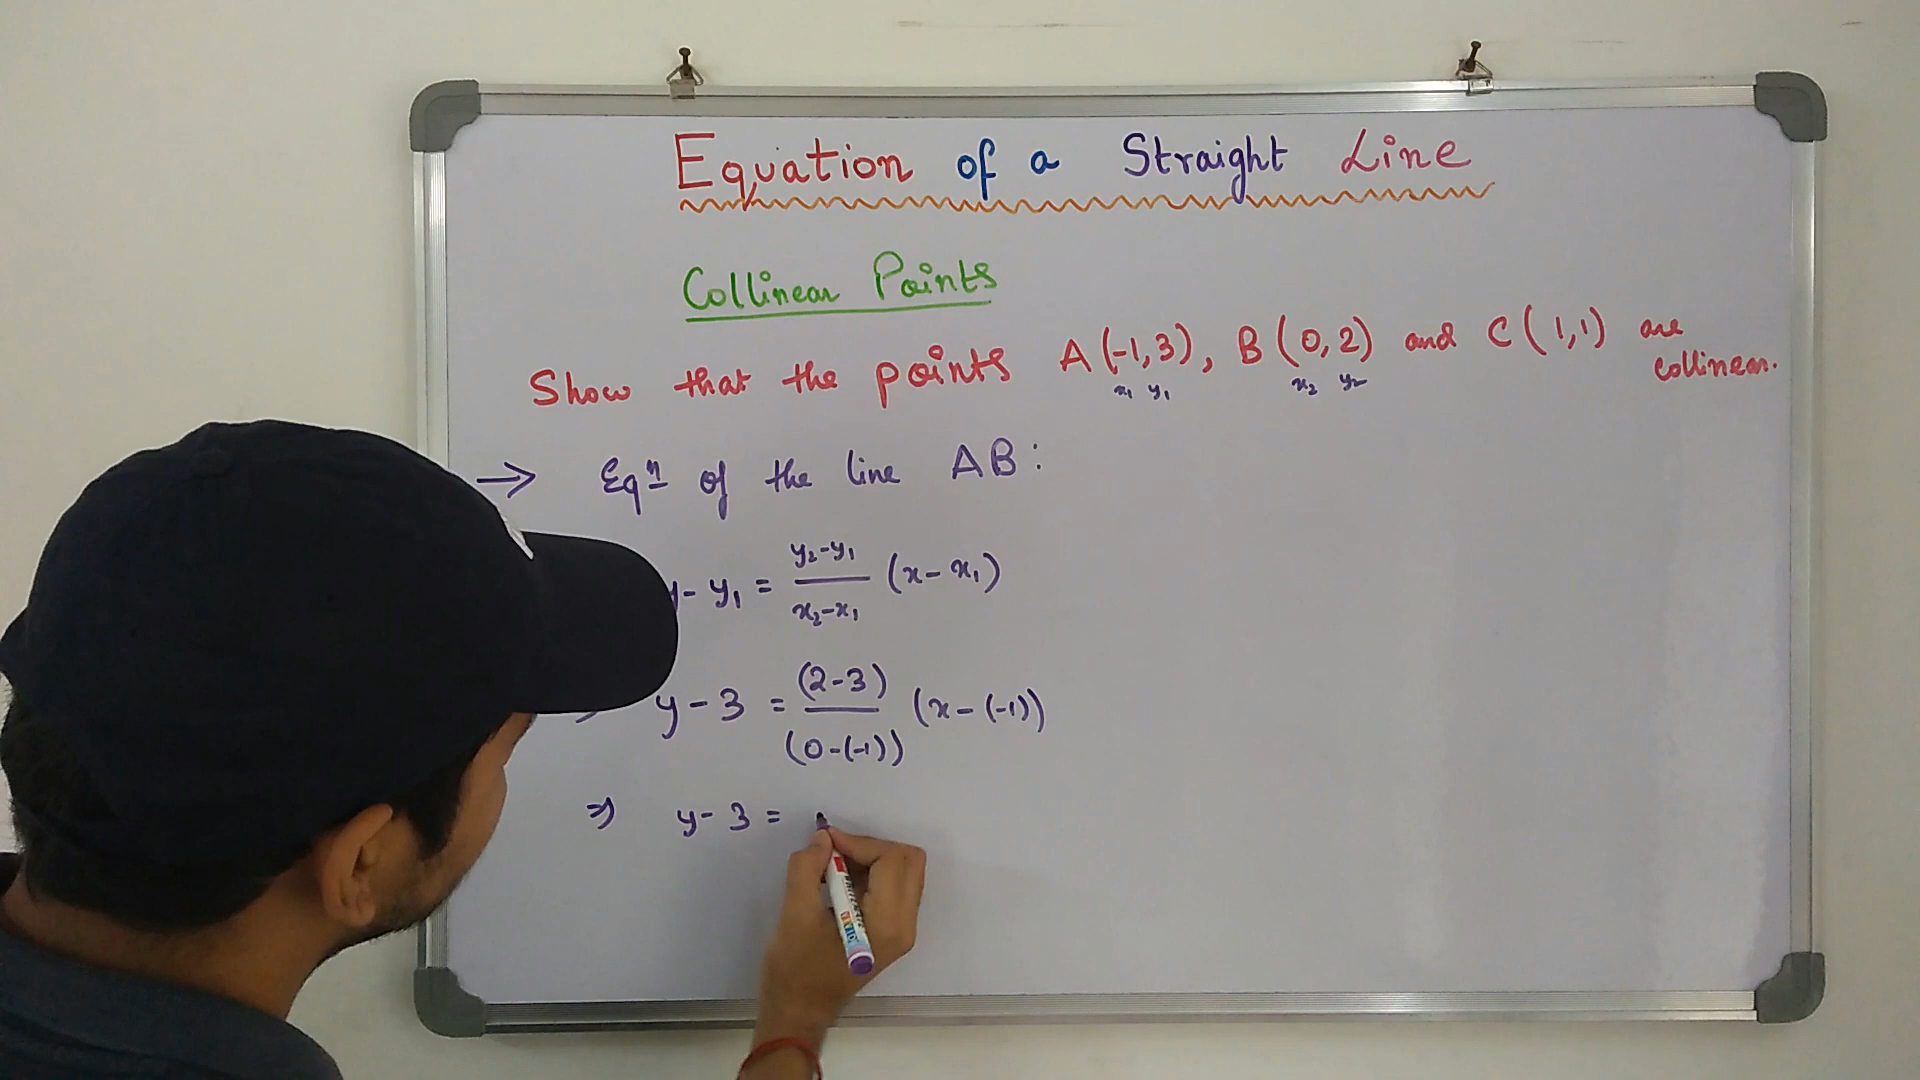 Equation of a Straight Line
Collinear Points
Show that the points A(-1,3), B(0,2) and C(1,1) are collinear.
x₁ y₁ x₂ y₂
→ Eqⁿ of the line AB:
y - y₁ = y₂-y₁ / x₂-x₁ (x - x₁)
y - 3 = (2-3) / (0-(-1)) (x - (-1))
⇒ y - 3 =